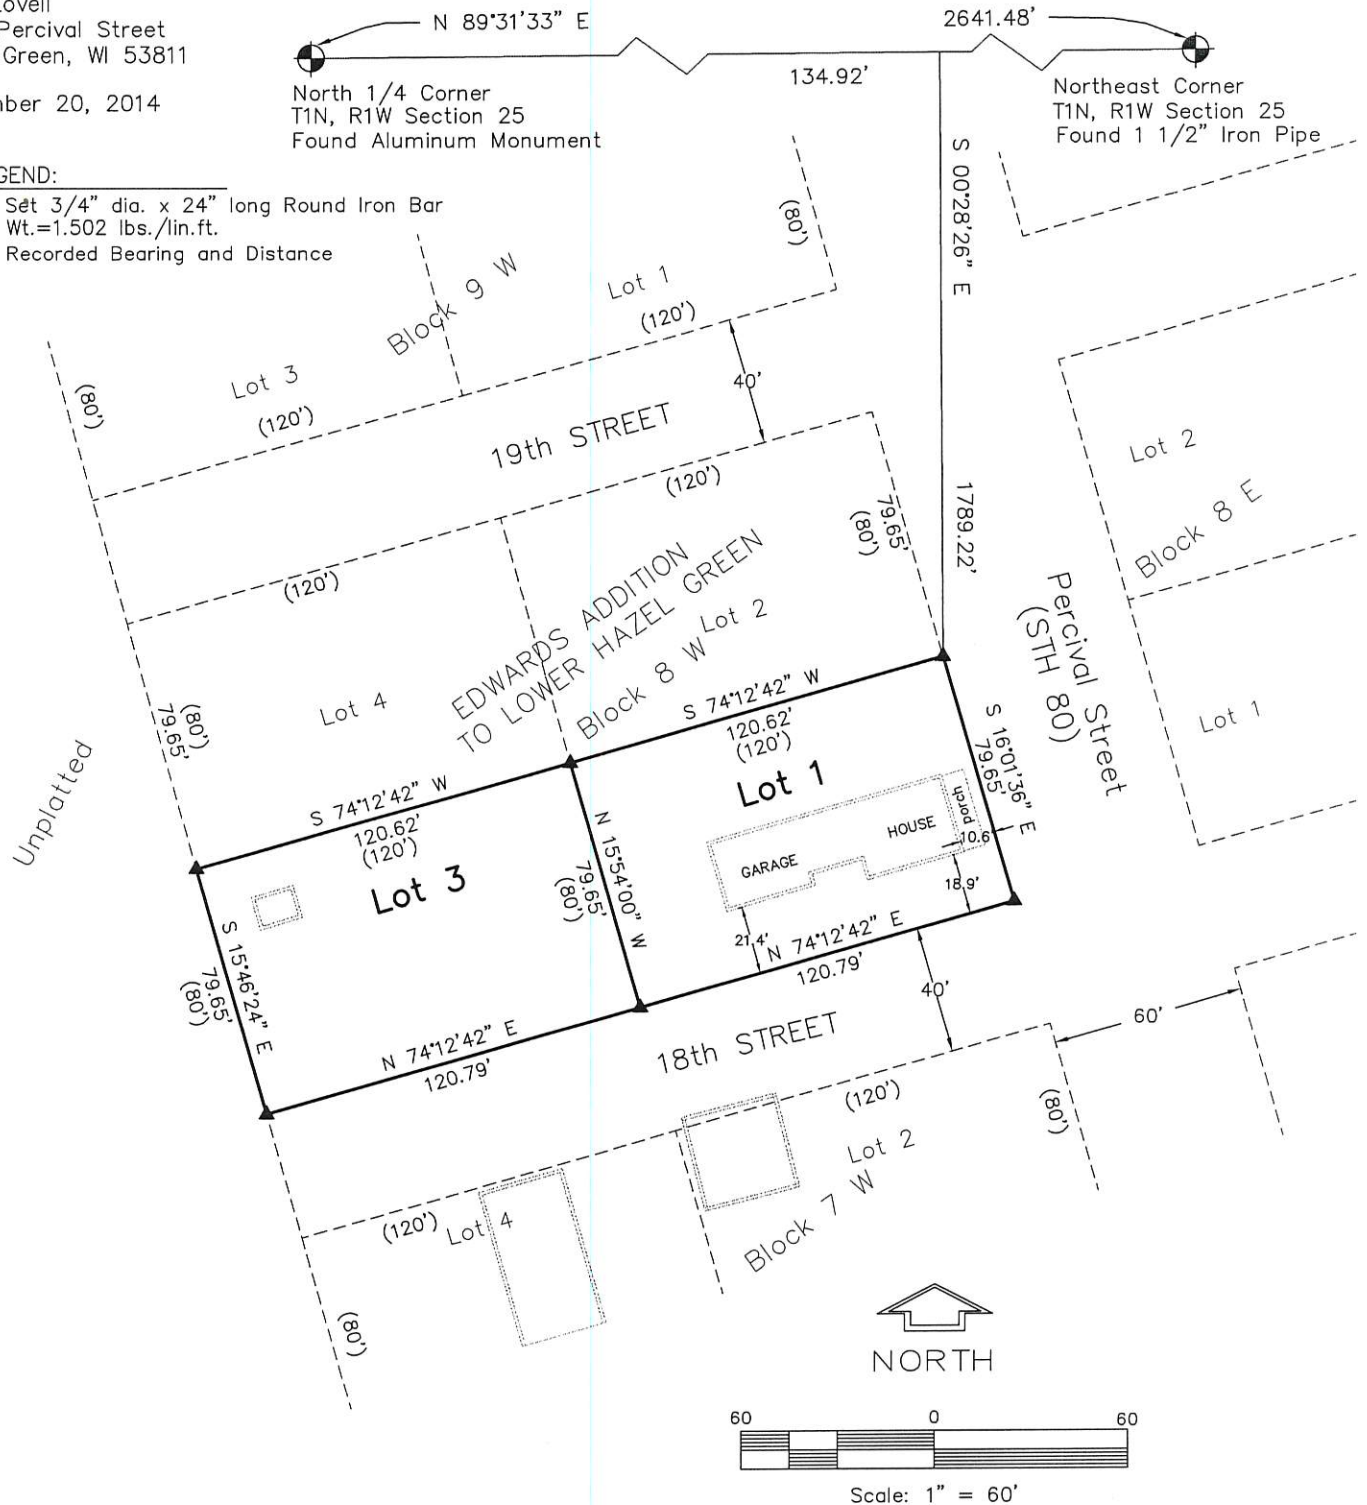 Percival Street
Green, WI 53811
ber 20, 2014
N 89°31'33" E
2641.48'
134.92'
North 1/4 Corner
T1N, R1W Section 25
Found Aluminum Monument
Northeast Corner
T1N, R1W Section 25
Found 1 1/2" Iron Pipe
GEND:
Set 3/4" dia. x 24" long Round Iron Bar
Wt.=1.502 lbs./lin.ft.
Recorded Bearing and Distance
S 00°28'26" E
1789.22'
(80')
Block 9 W
Lot 1
(120')
Lot 3
(120')
(80')
40'
19th STREET
(120')
79.65'
(80')
Lot 2
Block 8 E
Lot 1
Percival Street
(STH 80)
(120')
EDWARDS ADDITION
TO LOWER HAZEL GREEN
Block 8 W
Lot 2
Lot 4
(80')
79.65'
Unplatted
S 74°12'42" W
120.62'
(120')
Lot 1
S 16°01'36" E
79.65'
porch
HOUSE
10.6'
GARAGE
18.9'
21.4'
N 74°12'42" E
120.79'
S 74°12'42" W
120.62'
(120')
Lot 3
N 15°54'00" W
79.65'
(80')
S 15°46'24" E
79.65'
(80')
N 74°12'42" E
120.79'
18th STREET
40'
60'
(120')
(80')
Lot 2
Block 7 W
(120')
Lot 4
(80')
NORTH
60
0
60
Scale: 1" = 60'